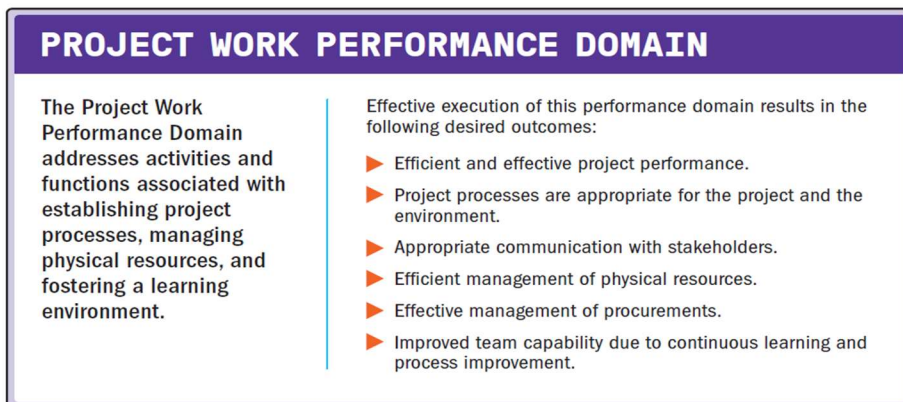 PROJECT WORK PERFORMANCE DOMAIN
The Project Work
Performance Domain
addresses activities and
functions associated with
establishing project
processes, managing
physical resources, and
fostering a learning
environment.
Effective execution of this performance domain results in the
following desired outcomes:
Efficient and effective project performance.
Project processes are appropriate for the project and the
environment.
Appropriate communication with stakeholders.
Efficient management of physical resources.
Effective management of procurements.
Improved team capability due to continuous learning and
process improvement.